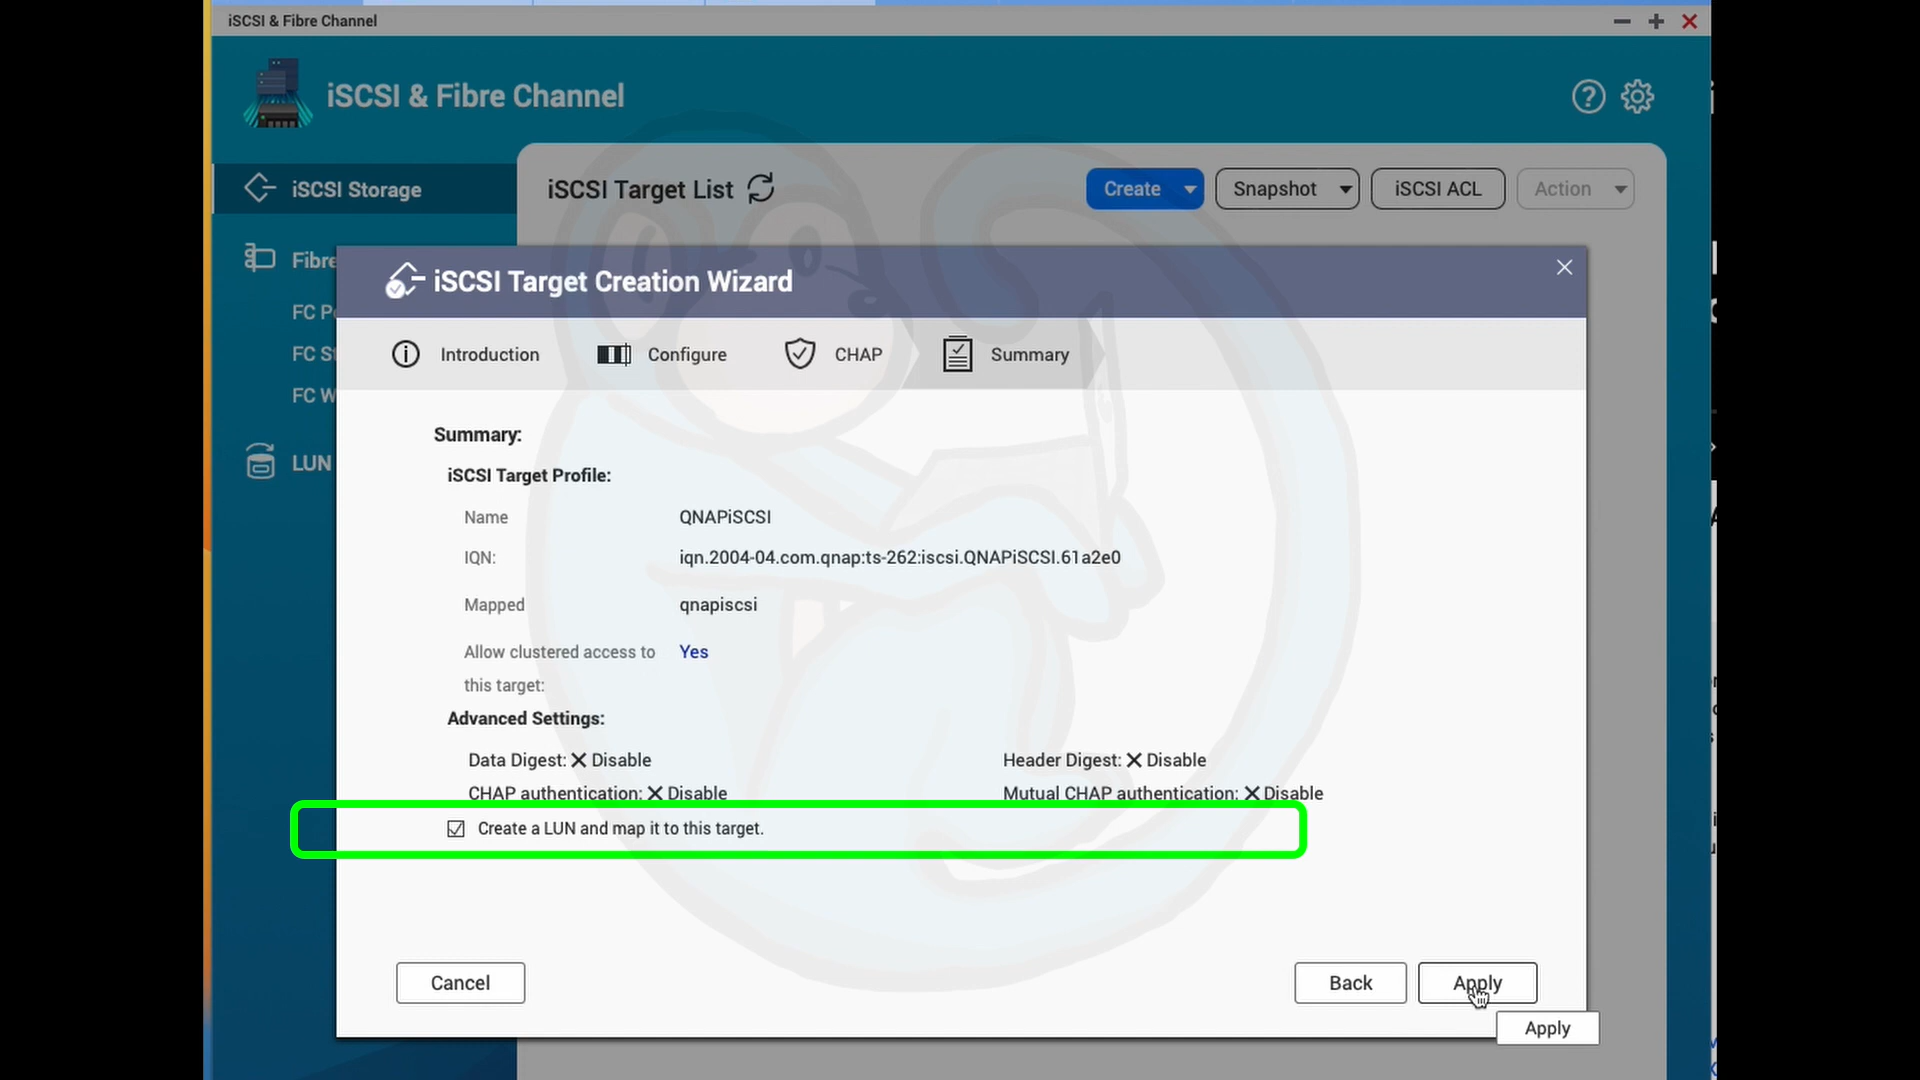 iSCSI & Fibre Channel
iSCSI & Fibre Channel
iSCSI Storage
iSCSI Target List
Create
Snapshot
iSCSI ACL
Action
Fibre
FC
FC
FC
LUN
iSCSI Target Creation Wizard
Introduction
Configure
CHAP
Summary
Summary:
iSCSI Target Profile:
Name QNAPiSCSI
IQN: iqn.2004-04.com.qnap:ts-262:iscsi.QNAPiSCSI.61a2e0
Mapped qnapiscsi
Allow clustered access to Yes
this target:
Advanced Settings:
Data Digest: Disable Header Digest: Disable
CHAP authentication: Disable Mutual CHAP authentication: Disable
Create a LUN and map it to this target.
Cancel
Back
Apply
Apply